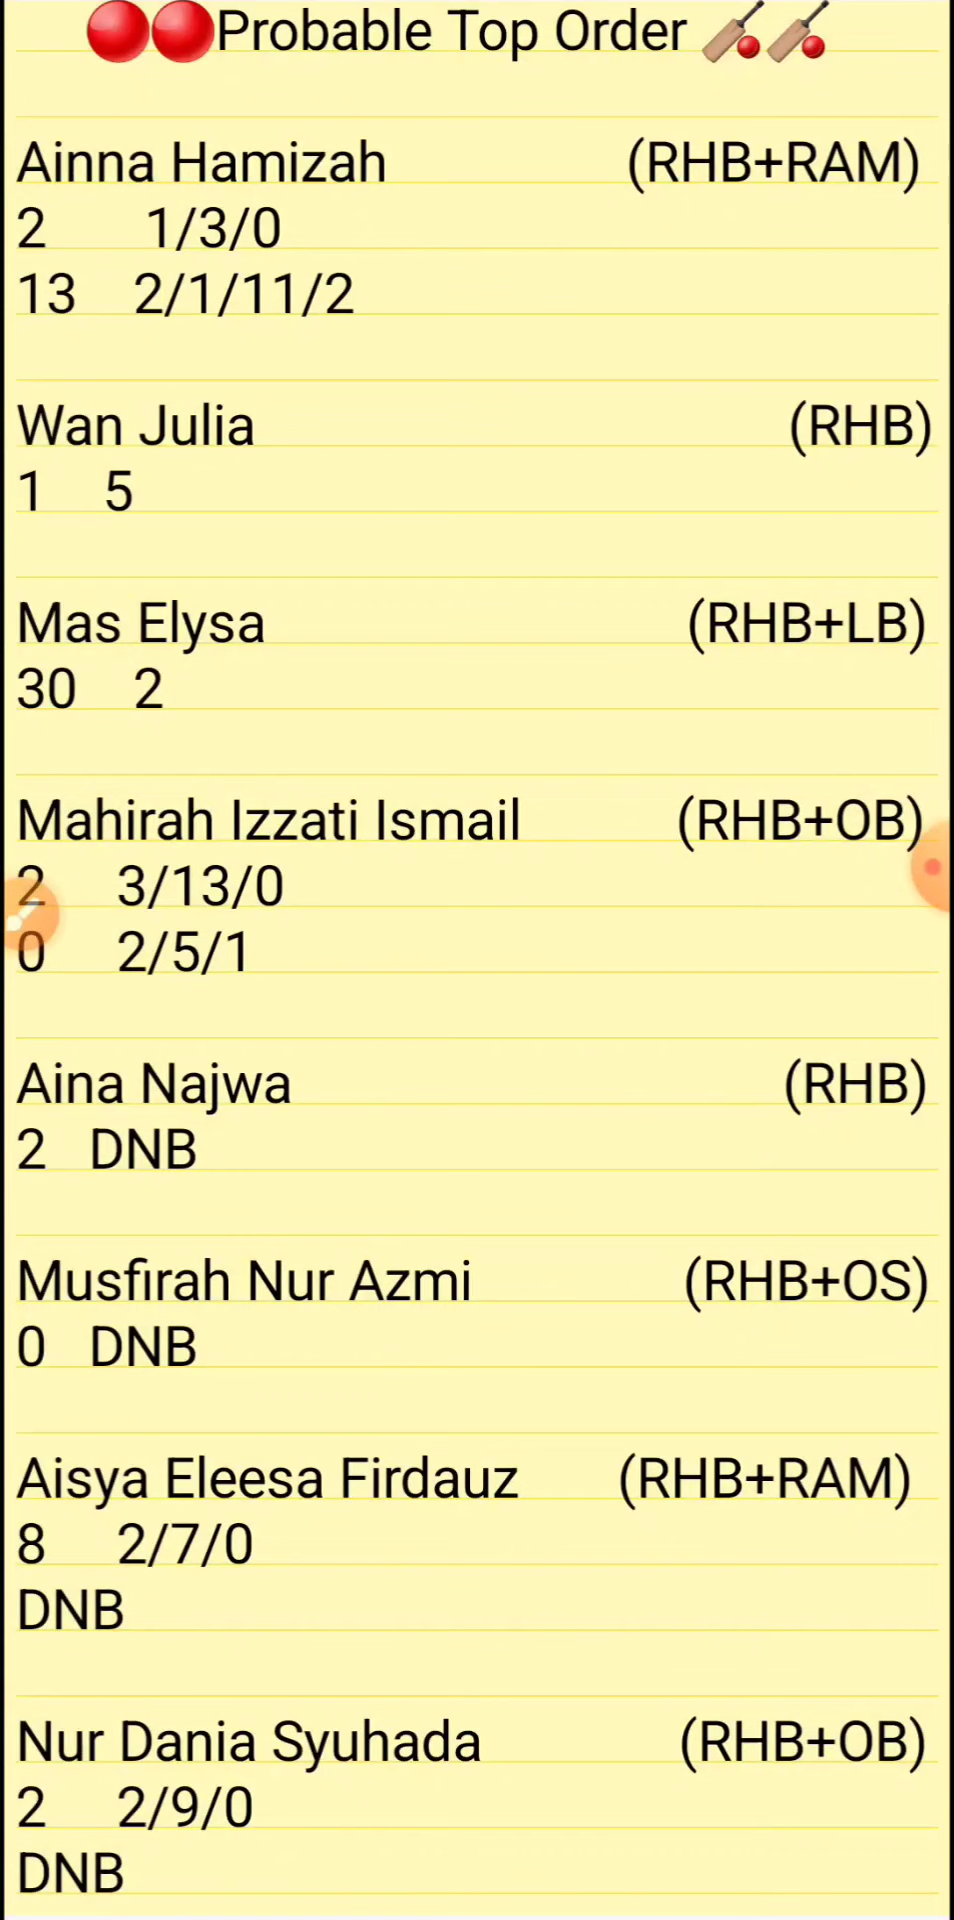 🔴🔴Probable Top Order 🏏🏏
Ainna Hamizah (RHB+RAM)
2 1/3/0
13 2/1/11/2
Wan Julia (RHB)
1 5
Mas Elysa (RHB+LB)
30 2
Mahirah Izzati Ismail (RHB+OB)
2 3/13/0
0 2/5/1
Aina Najwa (RHB)
2 DNB
Musfirah Nur Azmi (RHB+OS)
0 DNB
Aisya Eleesa Firdauz (RHB+RAM)
8 2/7/0
DNB
Nur Dania Syuhada (RHB+OB)
2 2/9/0
DNB